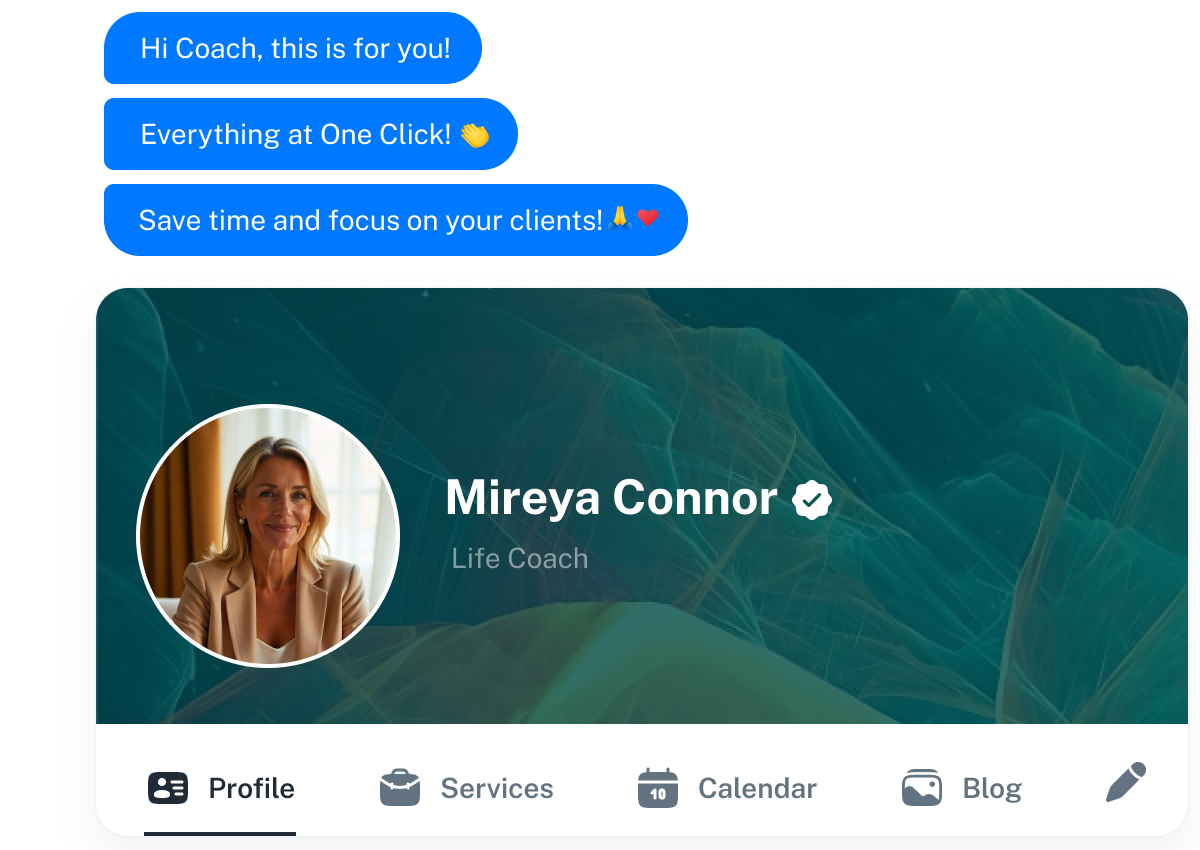 Hi Coach, this is for you!
Everything at One Click! 👏
Save time and focus on your clients!🙏❤️
Mireya Connor
Life Coach
Profile
Services
10
Calendar
Blog